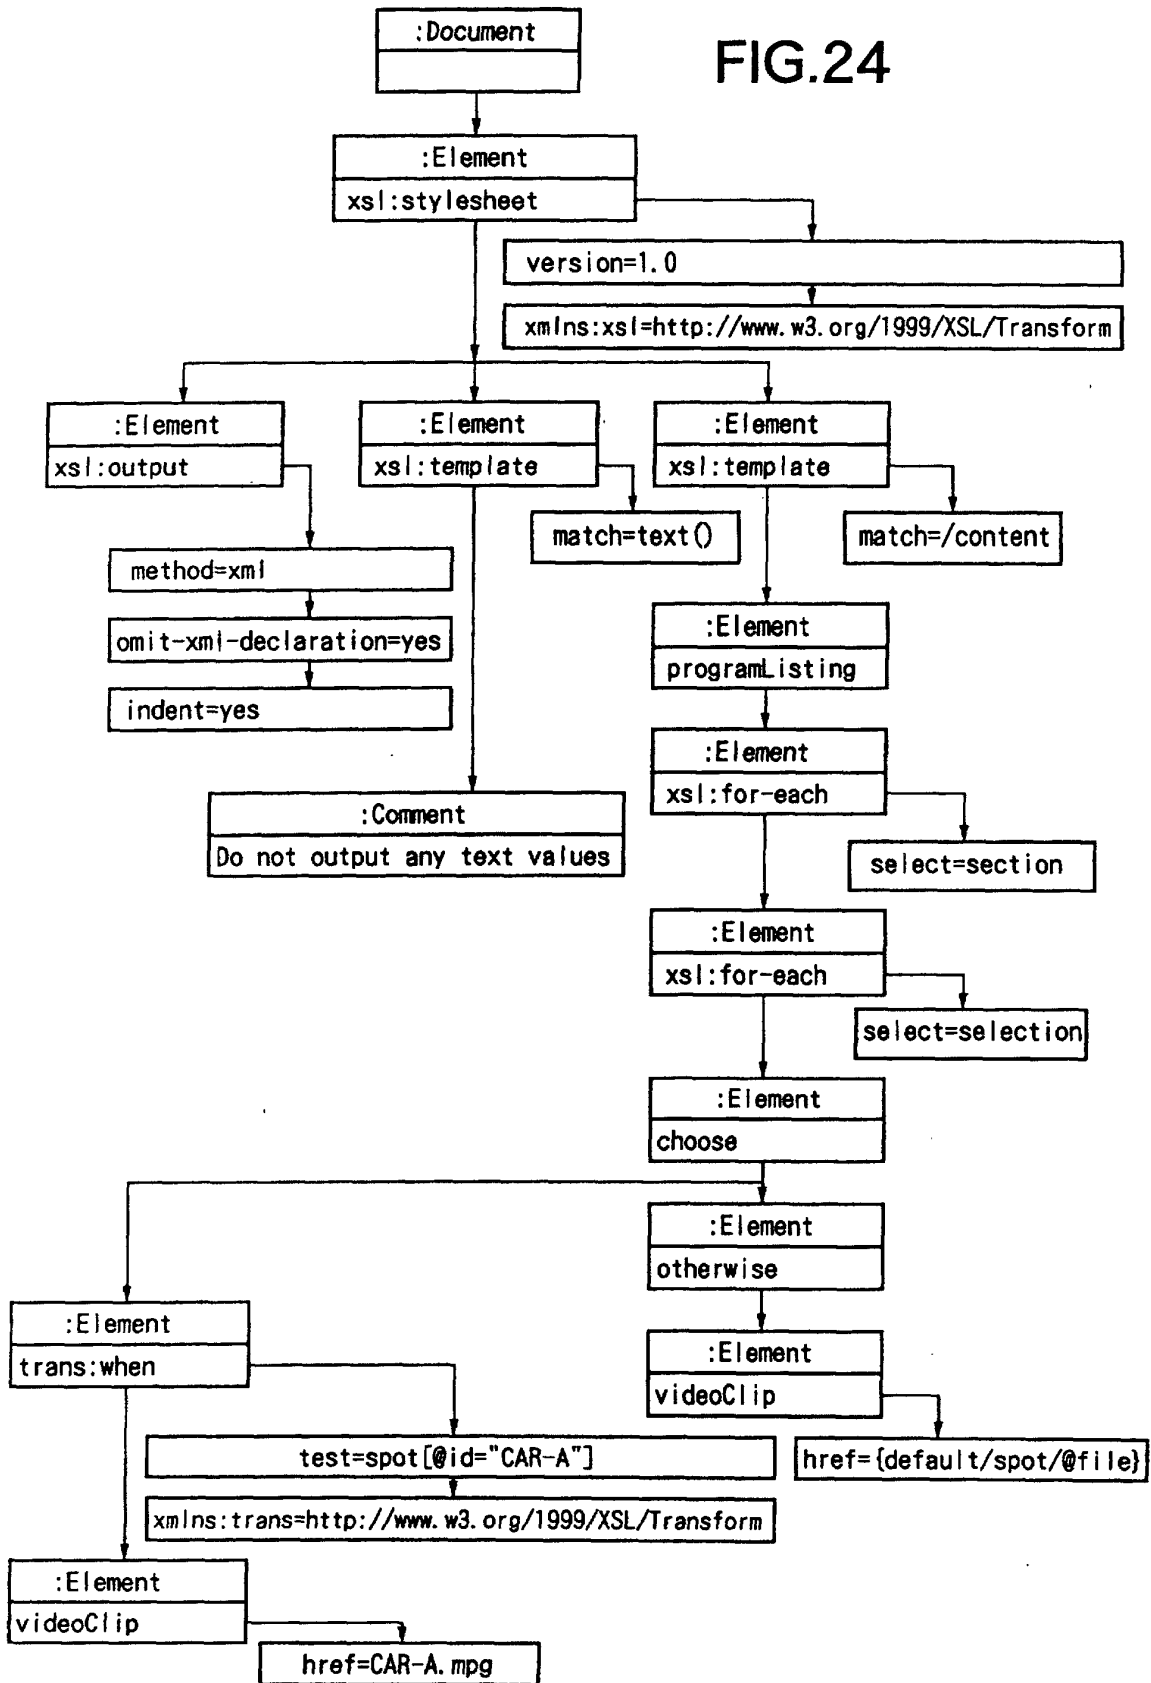 :Document
FIG.24
:Element
xsl:stylesheet
version=1.0
xmlns:xsl=http://www.w3.org/1999/XSL/Transform
:Element
xsl:output
:Element
xsl:template
:Element
xsl:template
match=text()
match=/content
method=xml
omit-xml-declaration=yes
indent=yes
:Element
programListing
:Element
xsl:for-each
:Comment
Do not output any text values
select=section
:Element
xsl:for-each
select=selection
:Element
choose
:Element
otherwise
:Element
trans:when
:Element
videoClip
test=spot[@id="CAR-A"]
href={default/spot/@file}
xmlns:trans=http://www.w3.org/1999/XSL/Transform
:Element
videoClip
href=CAR-A.mpg